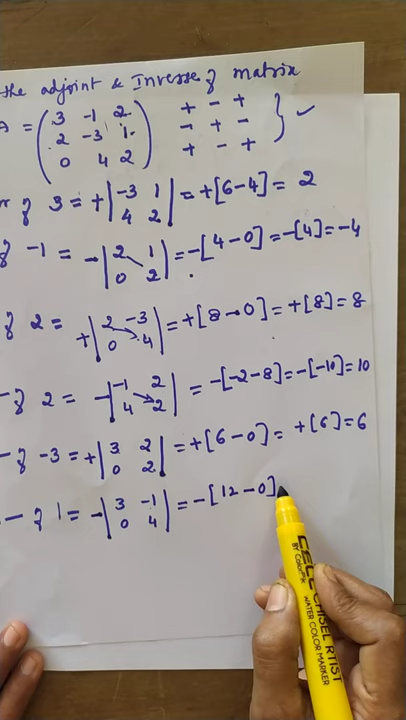 the adjoint & Inverse of matrix
A = (3 -1 2 + - +
2 -3 1 - + -
0 4 2) + - + } ✓
of 3 = +|-3 1 4 2| = +[6-4] = 2
of -1 = -|2 1 0 2| = -[4-0] = -[4] = -4
of 2 = +|2 -3 0 4| = +[8-0] = +[8] = 8
of 2 = -|-1 2 4 2| = -[-2-8] = -[-10] = 10
of -3 = +|3 2 0 2| = +[6-0] = +[6] = 6
of 1 = -|3 -1 0 4| = -[12-0]
CELLO CHISEL RTIST
BY ColorPik
WATER COLOR MARKER